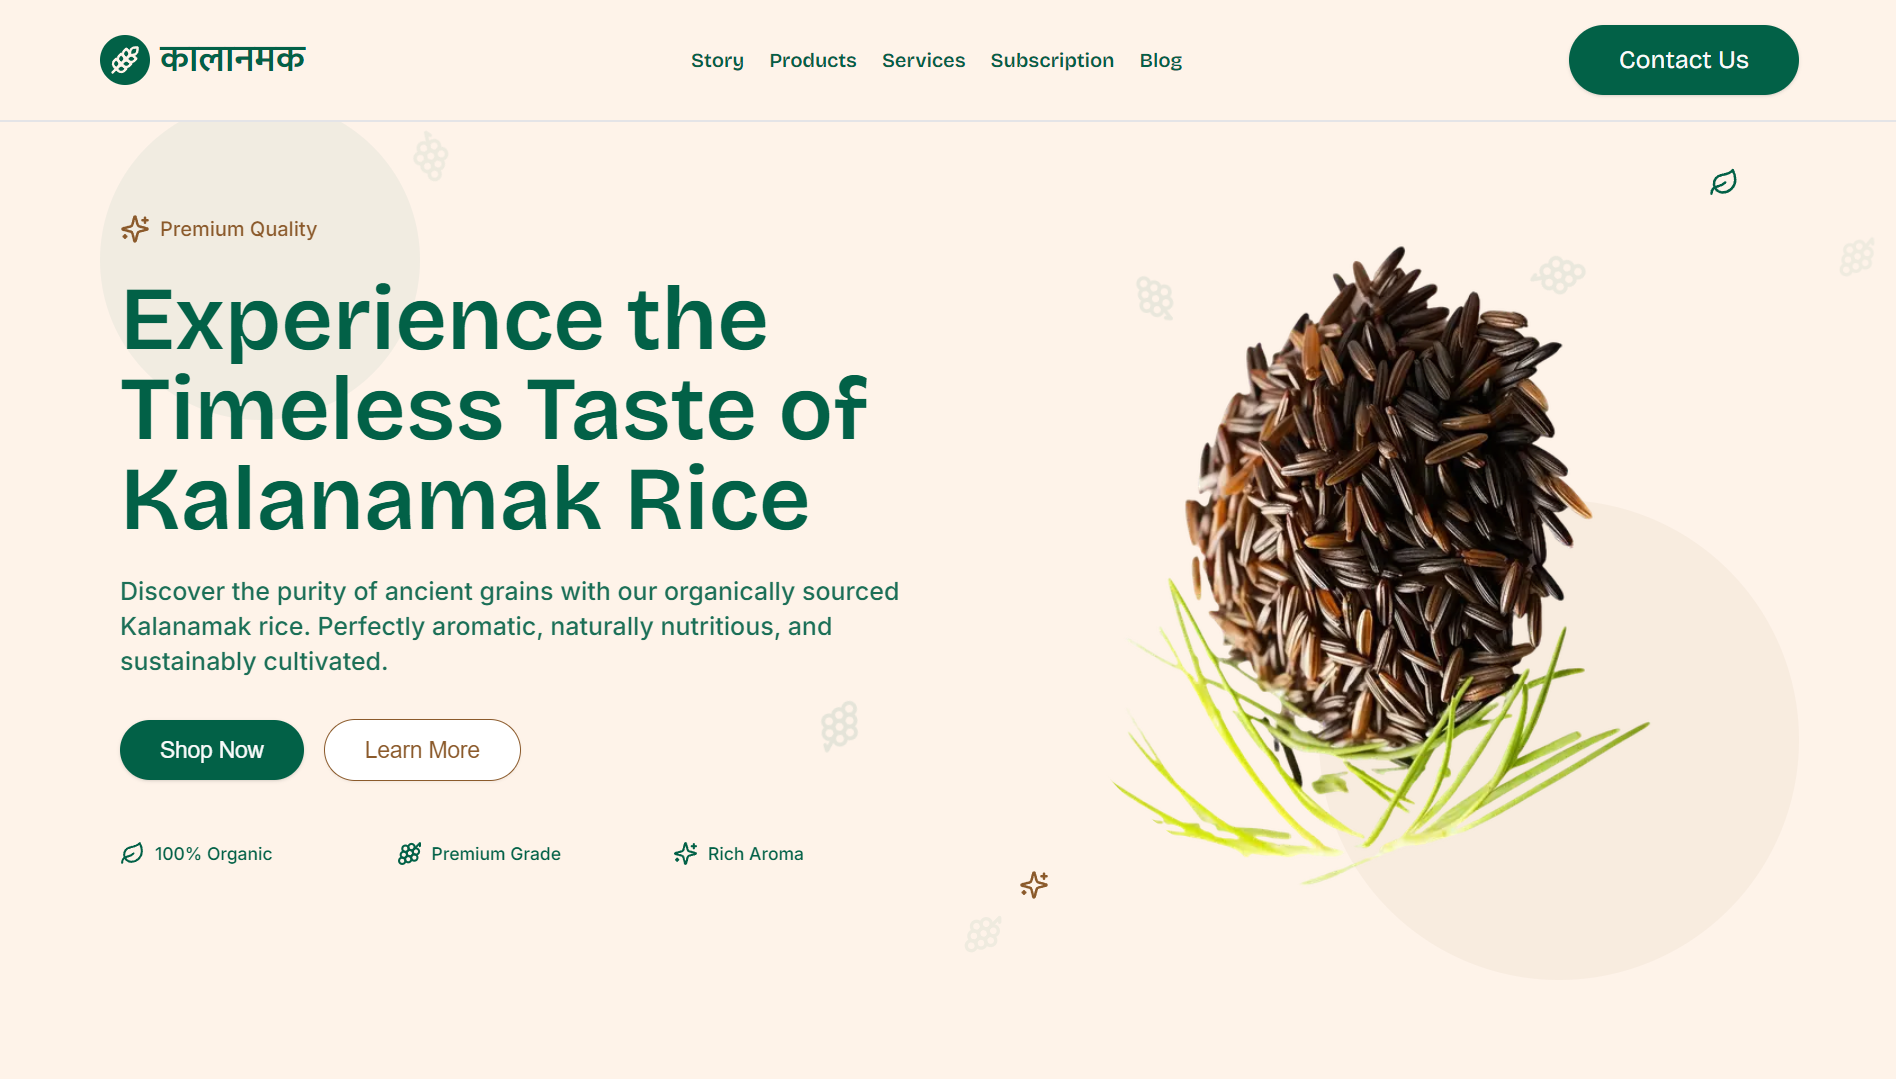 कालानमक
Story Products Services Subscription Blog
Contact Us
Premium Quality
Experience the
Timeless Taste of
Kalanamak Rice
Discover the purity of ancient grains with our organically sourced
Kalanamak rice. Perfectly aromatic, naturally nutritious, and
sustainably cultivated.
Shop Now Learn More
100% Organic Premium Grade Rich Aroma